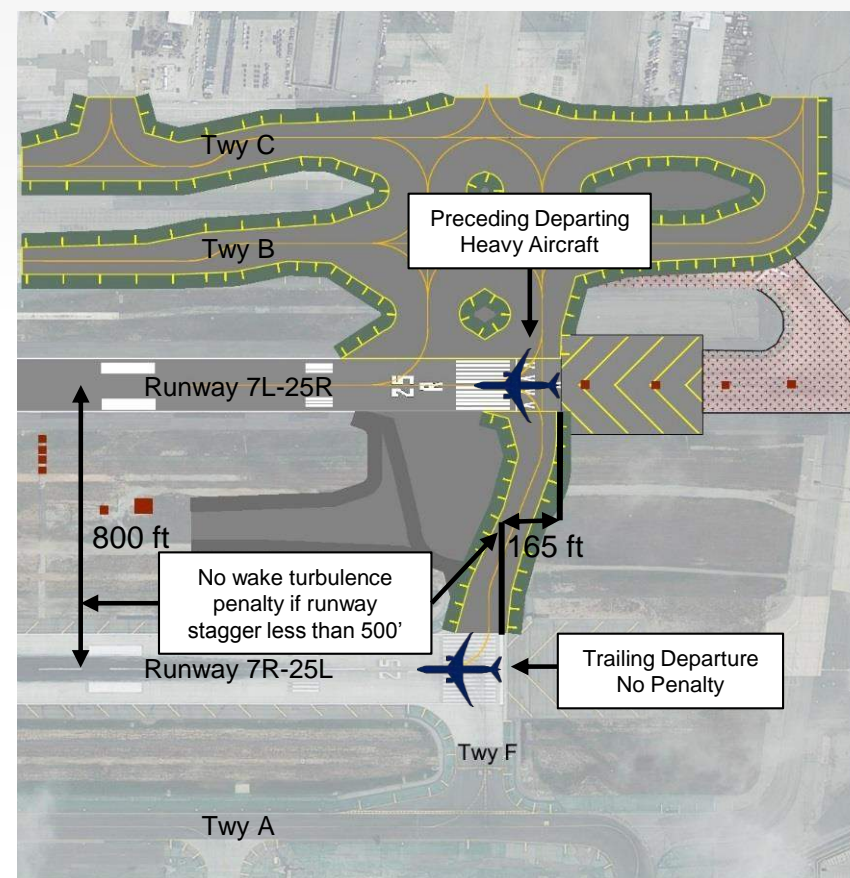 Twy C
Preceding Departing
Heavy Aircraft
Twy B
Runway 7L-25R
25
R
800 ft
165 ft
No wake turbulence
penalty if runway
stagger less than 500’
Runway 7R-25L
25
Trailing Departure
No Penalty
Twy F
Twy A